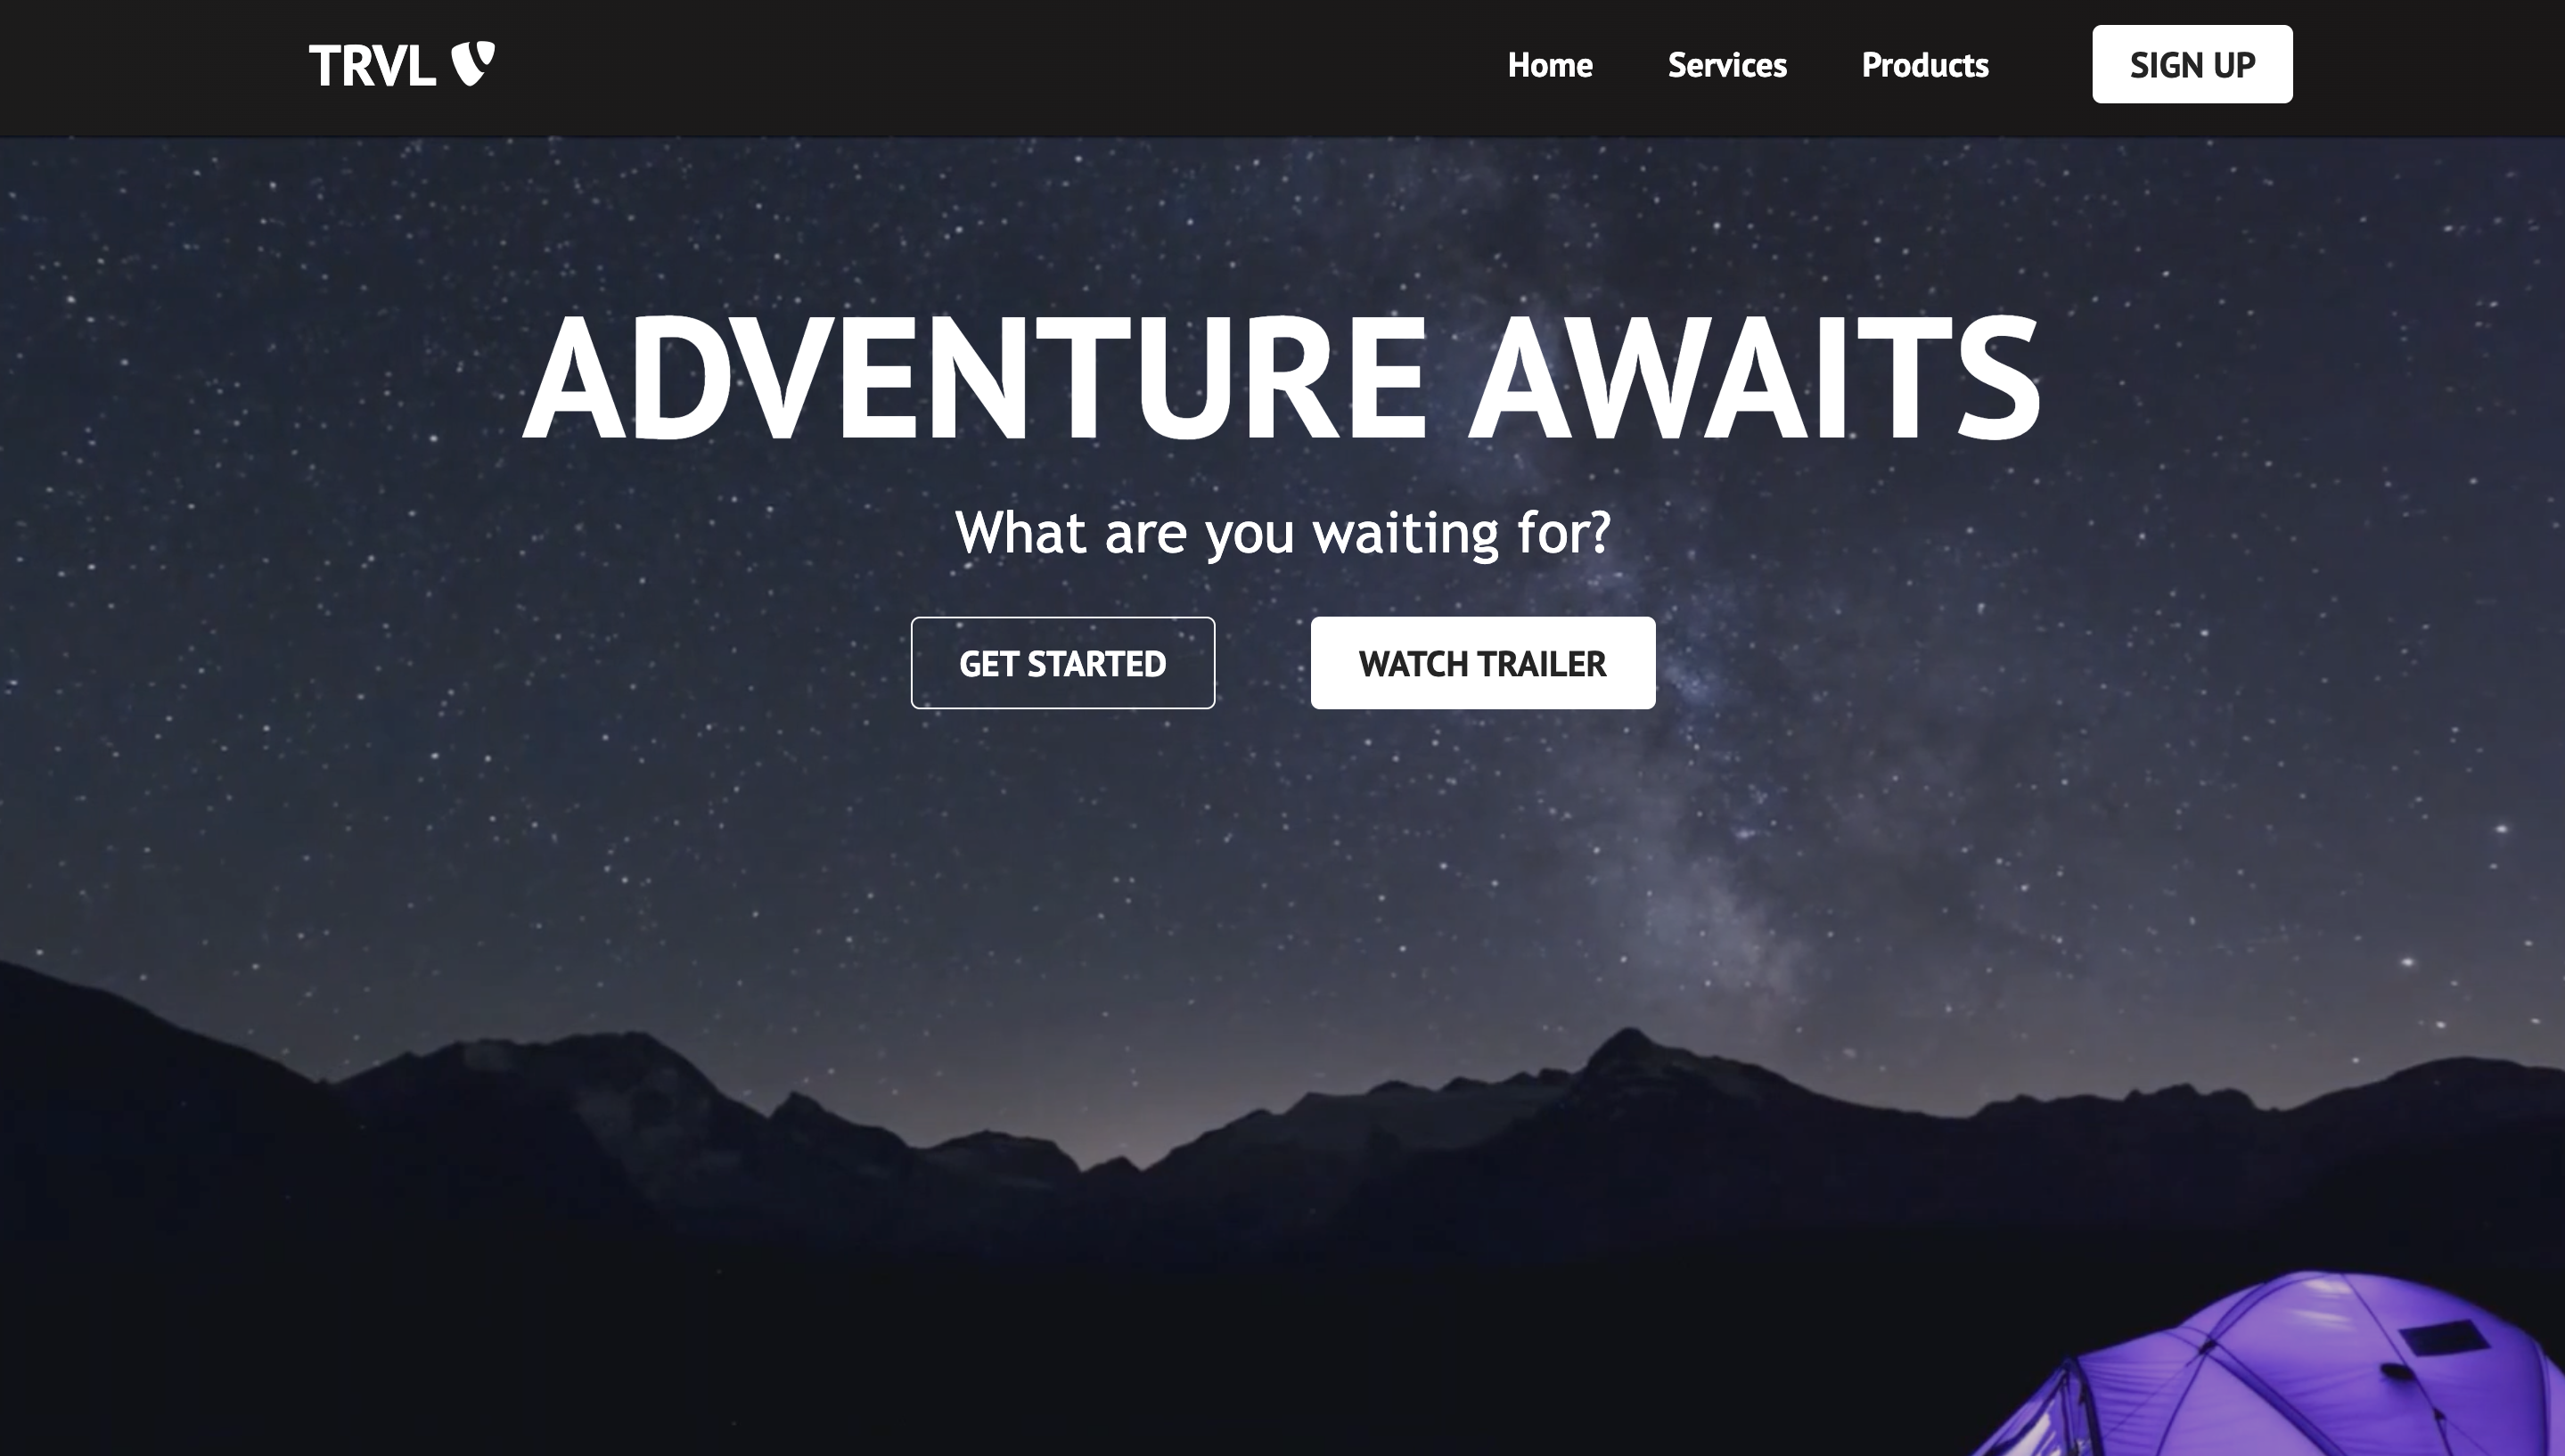 TRVL
Home Services Products SIGN UP
ADVENTURE AWAITS
What are you waiting for?
GET STARTED WATCH TRAILER